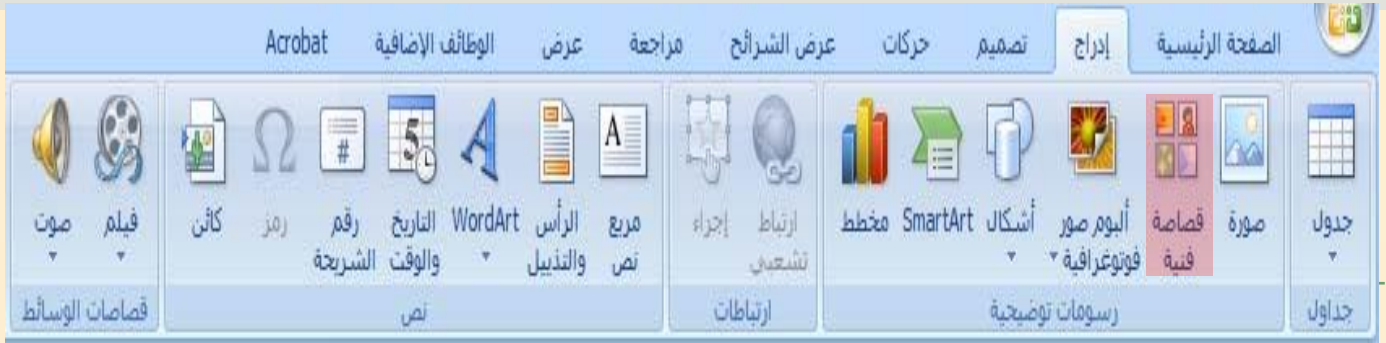 الصفحة الرئيسية إدراج تصميم حركات عرض الشرائح مراجعة عرض الوظائف الإضافية Acrobat
جدول صورة قصاصة فنية ألبوم صور فوتوغرافية أشكال SmartArt مخطط ارتباط تشعبي إجراء مربع نص الرأس والتذييل WordArt التاريخ والوقت رقم الشريحة # رمز كائن فيلم صوت
جداول رسومات توضيحية ارتباطات نص قصاصات الوسائط